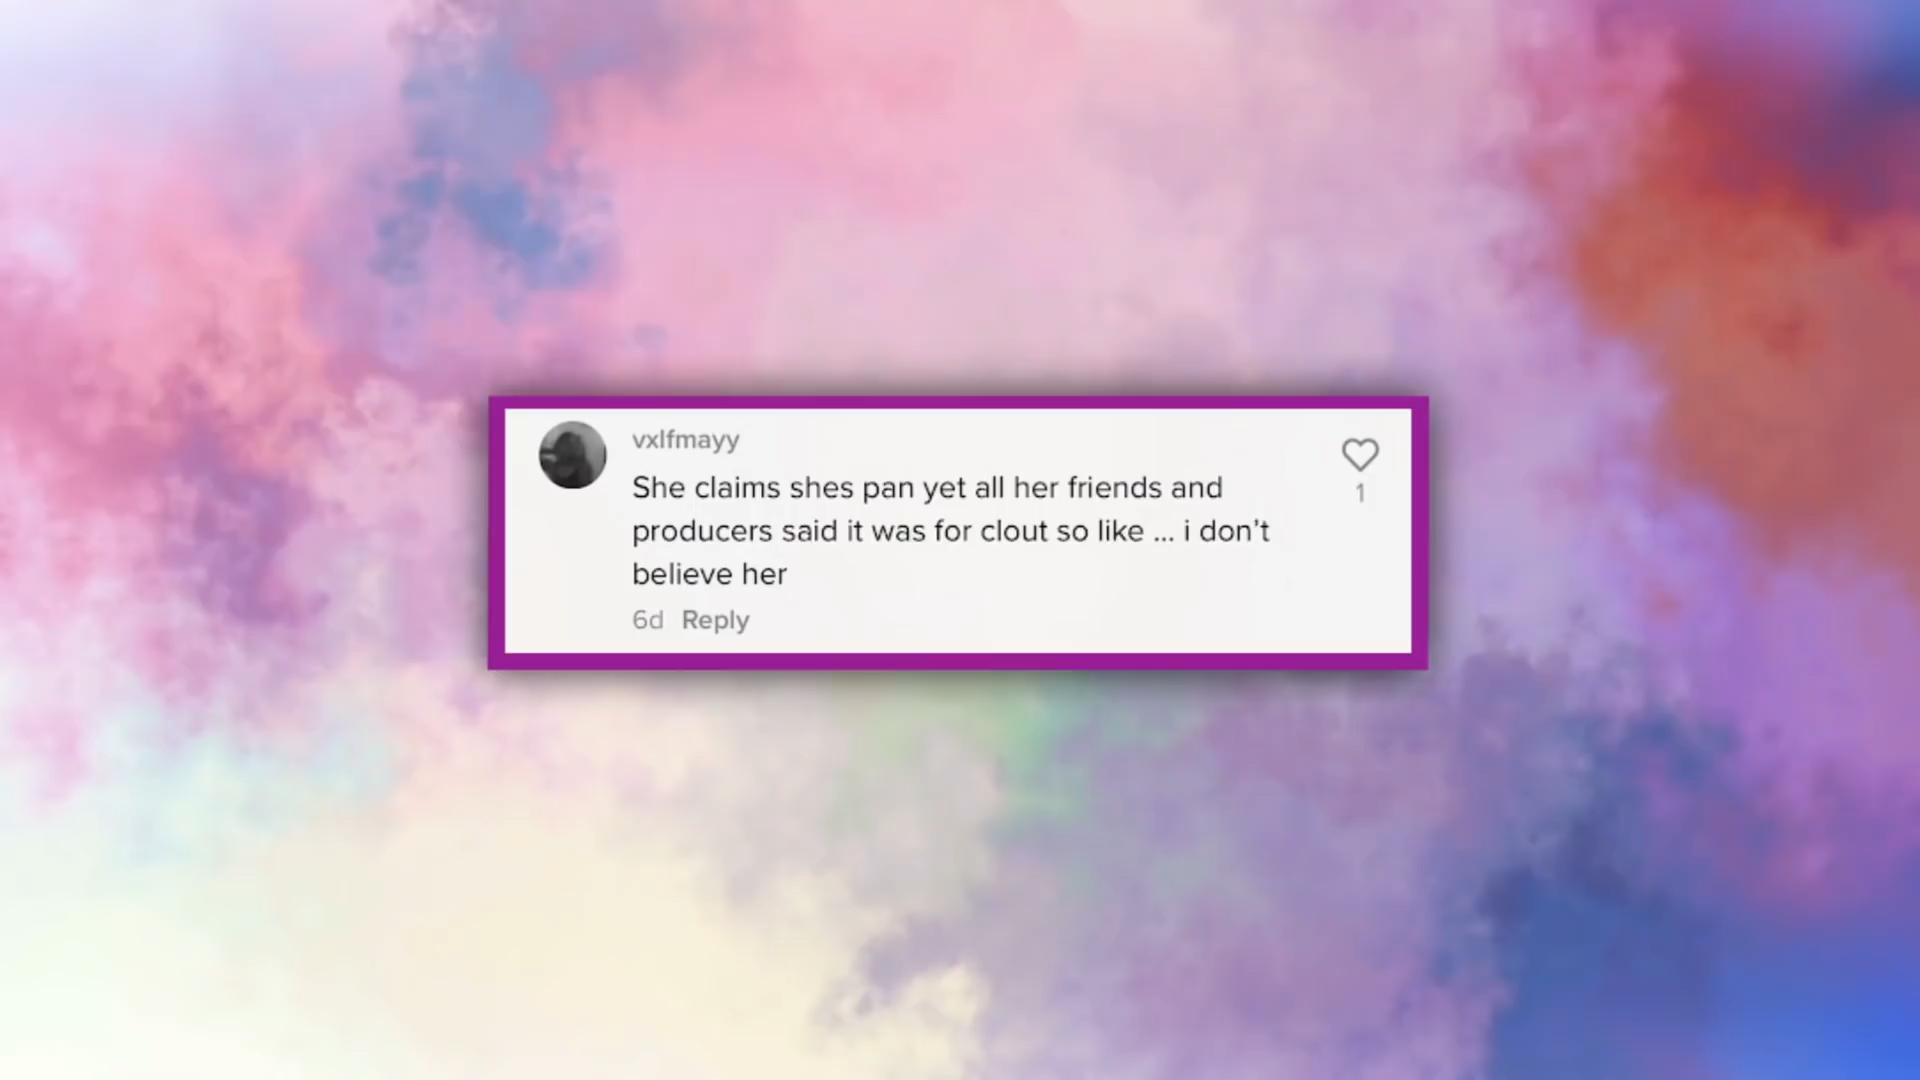 vxlfmayy
She claims shes pan yet all her friends and
producers said it was for clout so like ... i don't
believe her
6d Reply
1